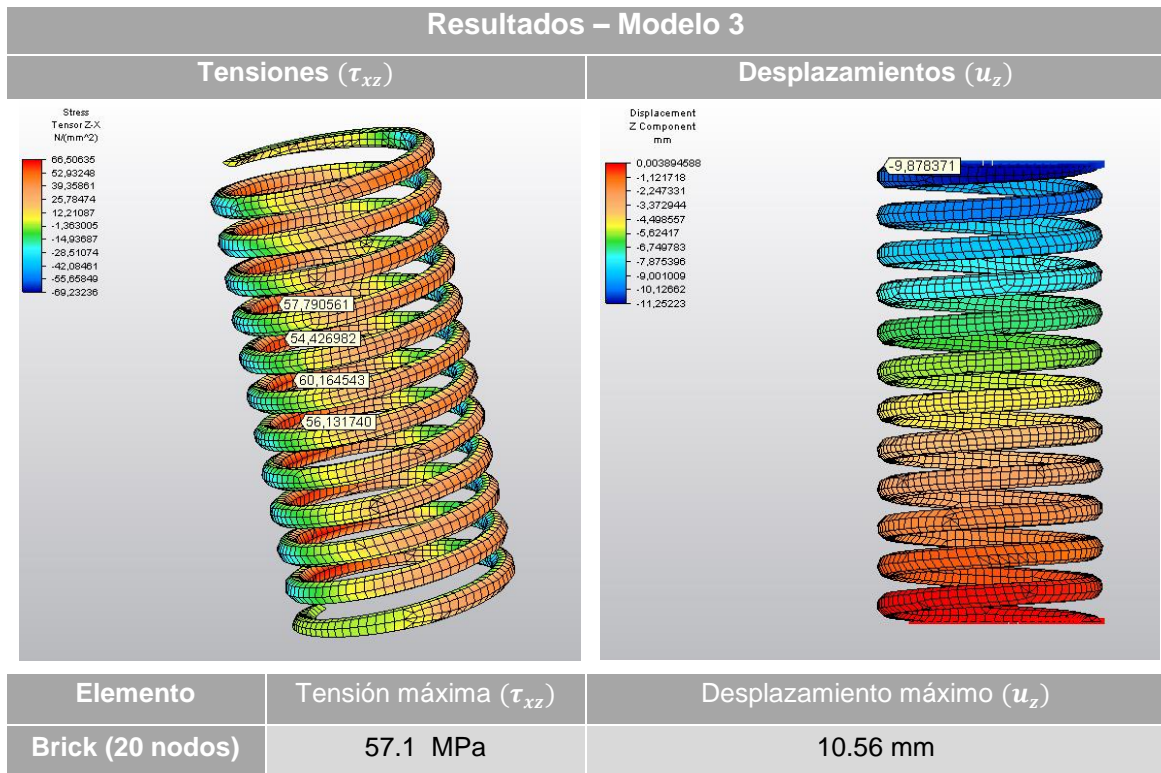 Resultados – Modelo 3
Tensiones (τxz)
Desplazamientos (uz)
Stress
Tensor Z-X
N/(mm^2)
66,50635
52,93248
39,35861
25,78474
12,21087
-1,363005
-14,93687
-28,51074
-42,08461
-55,65849
-69,23236
57,790561
54,426982
60,164543
56,131740
Displacement
Z Component
mm
0,003894588
-1,121718
-2,247331
-3,372944
-4,498557
-5,62417
-6,749783
-7,875396
-9,001009
-10,12662
-11,25223
-9,878371
Elemento
Tensión máxima (τxz)
Desplazamiento máximo (uz)
Brick (20 nodos)
57.1 MPa
10.56 mm